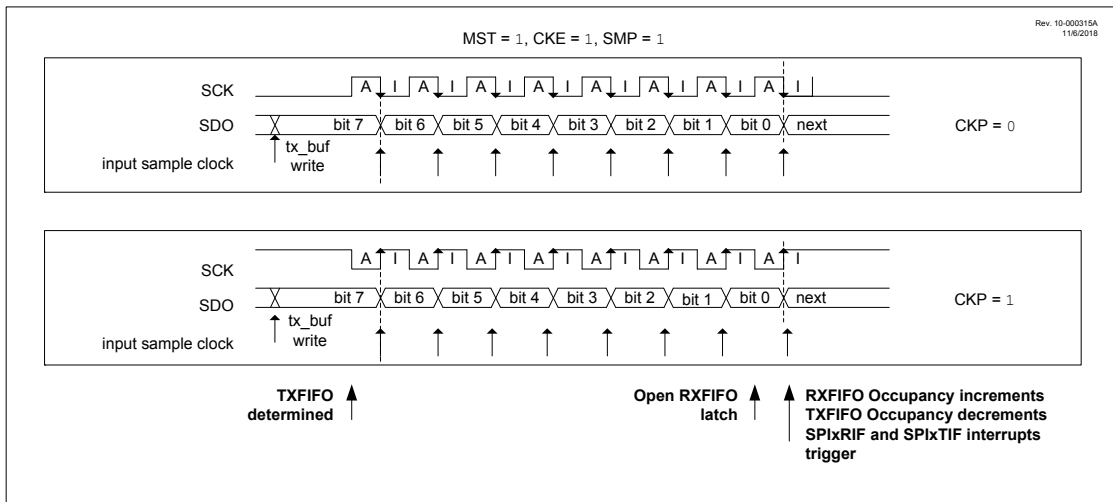 Rev. 10-000315A
11/6/2018
MST = 1, CKE = 1, SMP = 1
SCK A I A I A I A I A I A I A I A I
SDO bit 7 bit 6 bit 5 bit 4 bit 3 bit 2 bit 1 bit 0 next CKP = 0
tx_buf
input sample clock write
SCK A I A I A I A I A I A I A I A I
SDO bit 7 bit 6 bit 5 bit 4 bit 3 bit 2 bit 1 bit 0 next CKP = 1
tx_buf
input sample clock write
TXFIFO
determined
Open RXFIFO
latch
RXFIFO Occupancy increments
TXFIFO Occupancy decrements
SPIxRIF and SPIxTIF interrupts
trigger